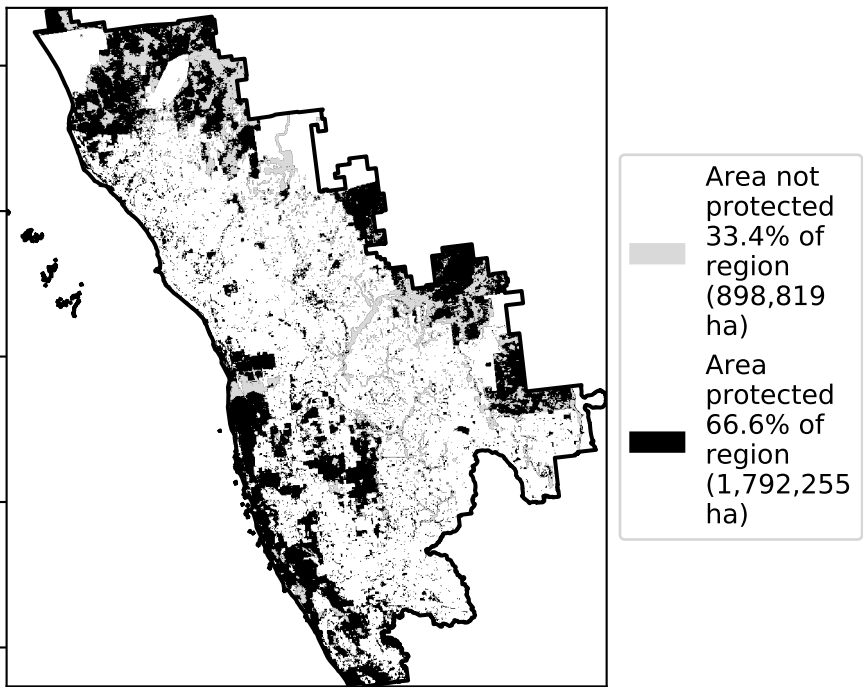 Area not
protected
33.4% of
region
(898,819
ha)
Area
protected
66.6% of
region
(1,792,255
ha)